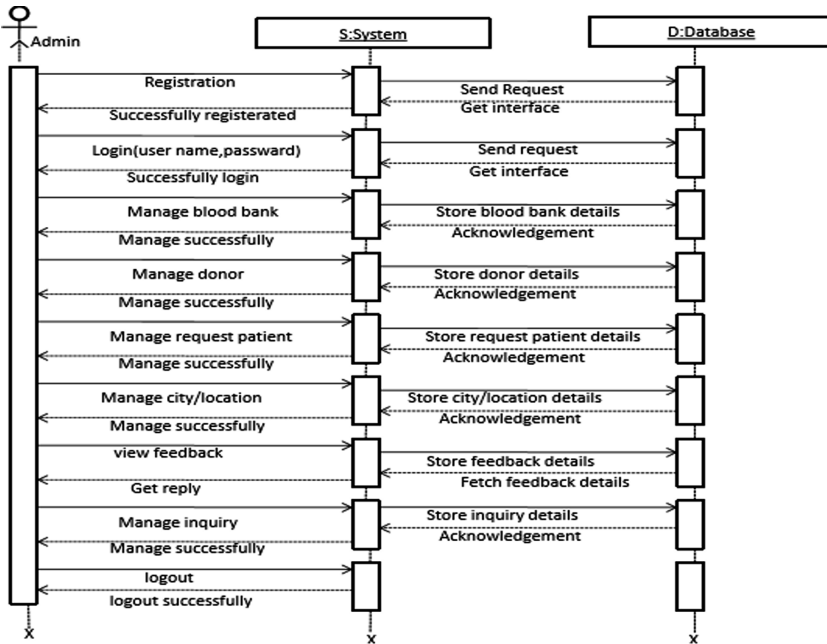 Admin
S:System
D:Database
Registration
Send Request
Get interface
Successfully registerated
Login(user name,passward)
Send request
Get interface
Successfully login
Manage blood bank
Store blood bank details
Acknowledgement
Manage successfully
Manage donor
Store donor details
Acknowledgement
Manage successfully
Manage request patient
Store request patient details
Acknowledgement
Manage successfully
Manage city/location
Store city/location details
Acknowledgement
Manage successfully
view feedback
Store feedback details
Fetch feedback details
Get reply
Manage inquiry
Store inquiry details
Acknowledgement
Manage successfully
logout
logout successfully
X
X
X